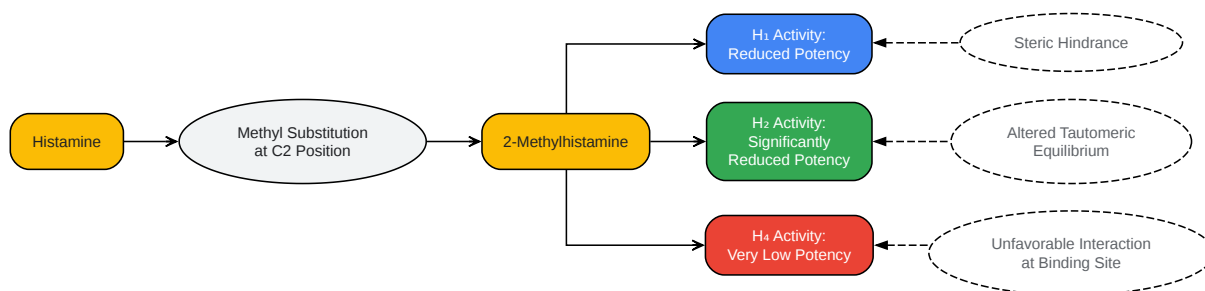 Histamine
Methyl Substitution
at C2 Position
2-Methylhistamine
H₁ Activity:
Reduced Potency
Steric Hindrance
H₂ Activity:
Significantly
Reduced Potency
Altered Tautomeric
Equilibrium
H₄ Activity:
Very Low Potency
Unfavorable Interaction
at Binding Site